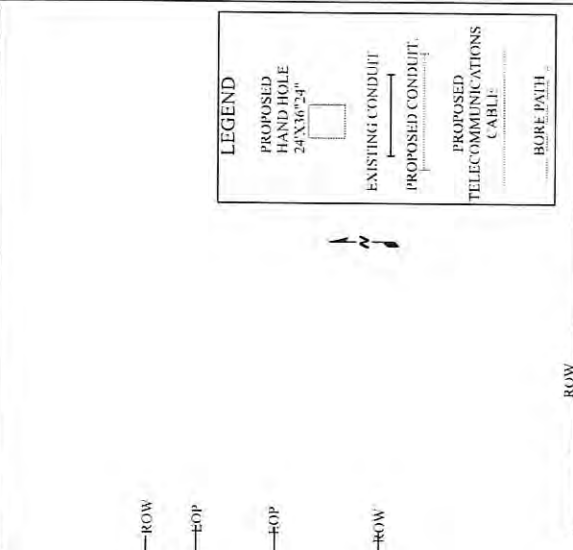 LEGEND
PROPOSED
HAND HOLE
24"X36"24"
EXISTING CONDUIT
PROPOSED CONDUIT
PROPOSED
TELECOMMUNICATIONS
CABLE
BORE PATH
N
ROW
EOP
EOP
ROW
ROW